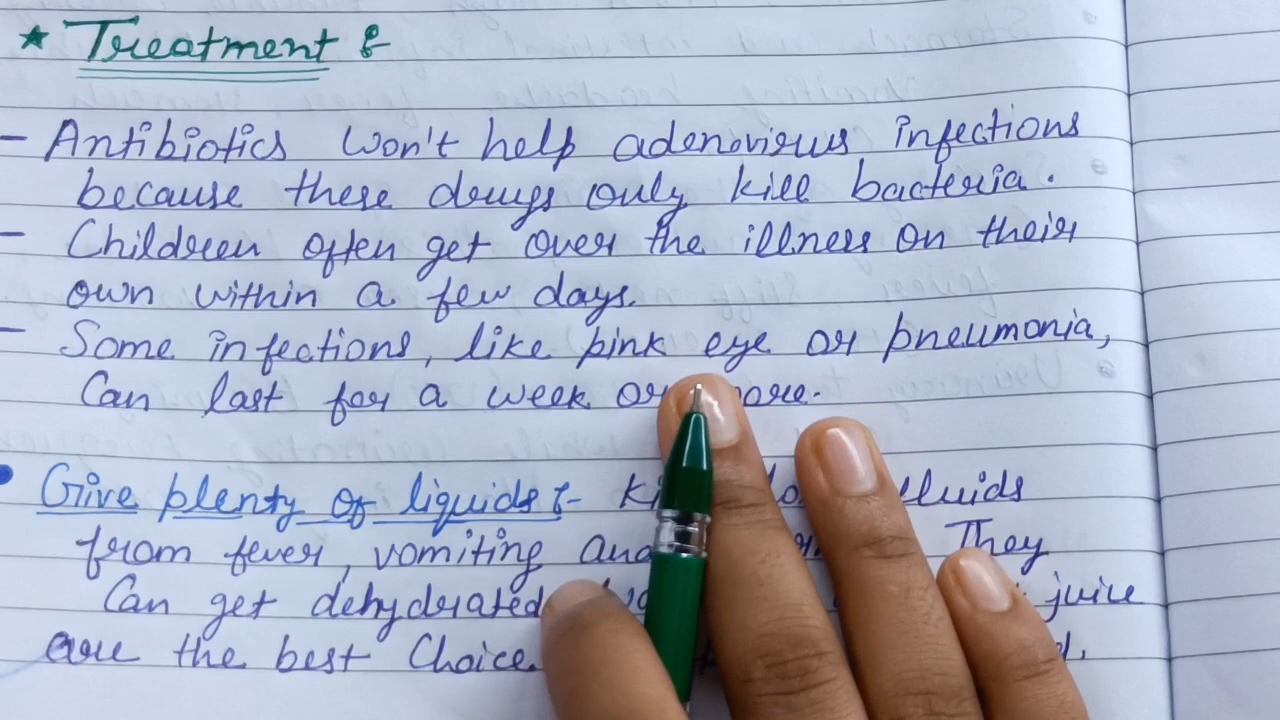 ★ Treatment :-
- Antibiotics won't help adenovirus infections
because these drugs only kill bacteria.
- Children often get over the illness on their
own within a few days.
- Some infections, like pink eye or pneumonia,
Can last for a week or more.
• Give plenty of liquids :- fluids
from fever, vomiting and They
Can get dehydrated juice
are the best Choice.